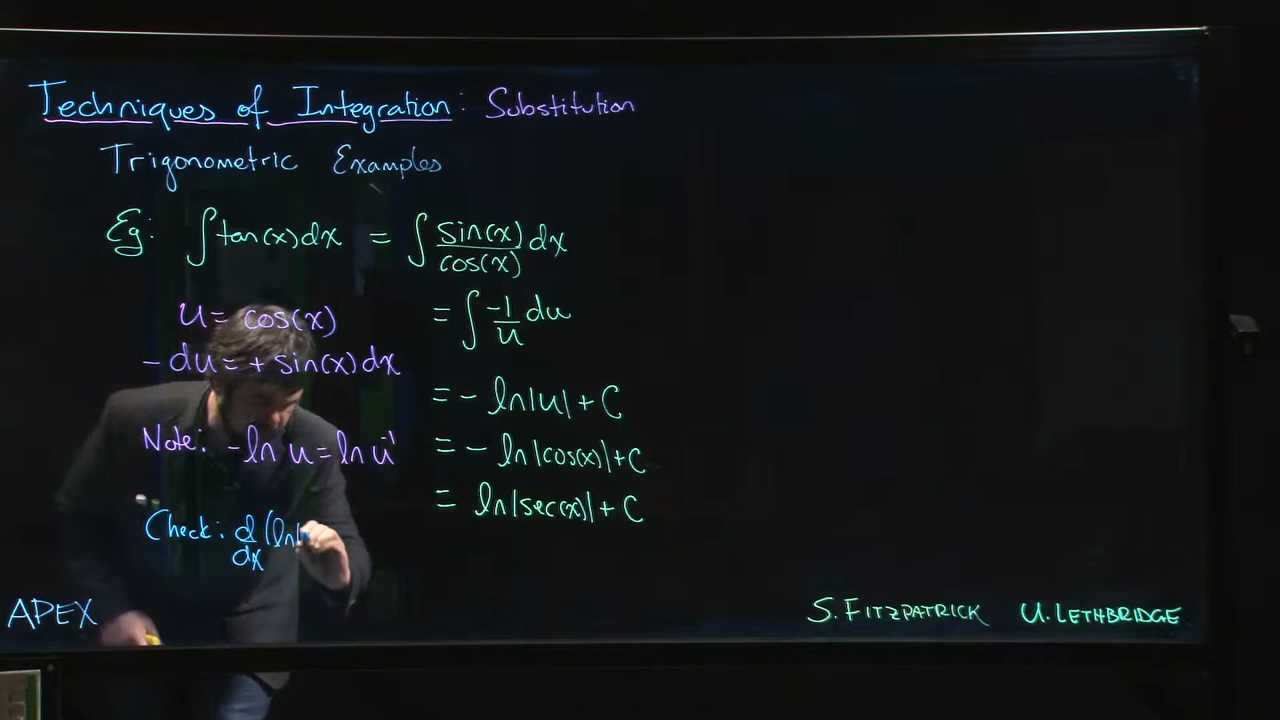 Techniques of Integration: Substitution
Trigonometric Examples
Eg: ∫tan(x)dx = ∫ sin(x)/cos(x) dx
u = cos(x)
-du = + sin(x)dx
= ∫ -1/u du
= - ln|u| + C
Note: -ln u = ln u⁻¹
= - ln|cos(x)| + C
= ln|sec(x)| + C
Check: d/dx (ln|
APEX
S. FITZPATRICK U. LETHBRIDGE